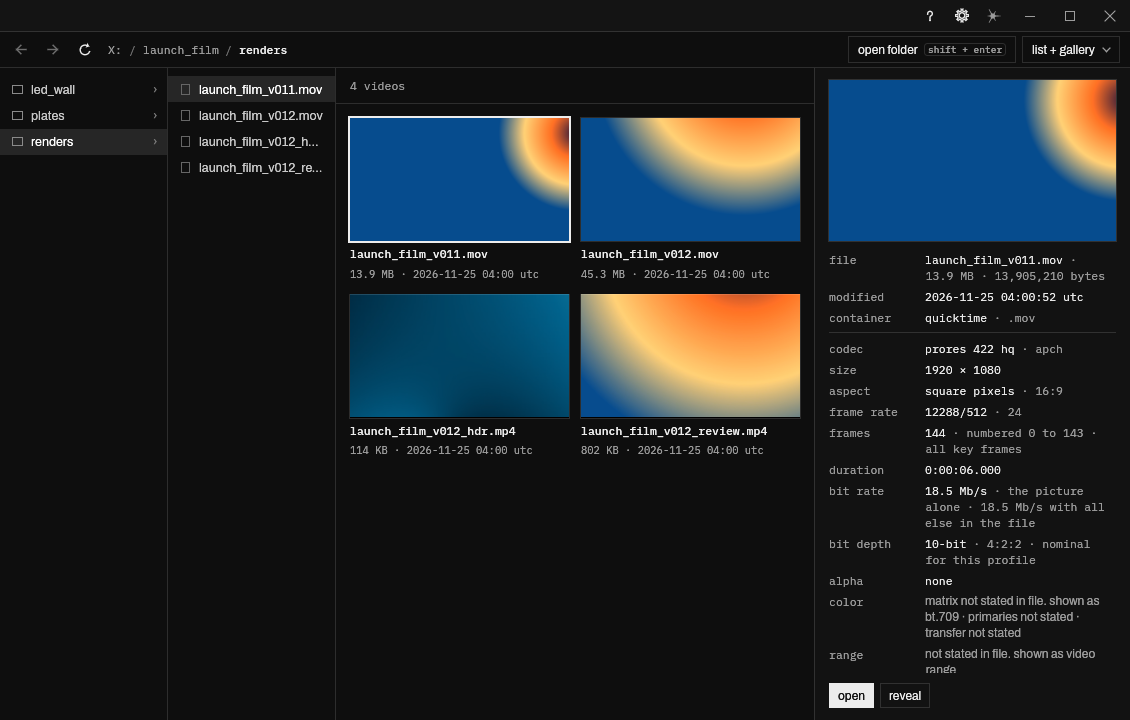 ?
X: / launch_film / renders
open folder shift + enter
list + gallery
led_wall
plates
renders
launch_film_v011.mov
launch_film_v012.mov
launch_film_v012_h...
launch_film_v012_re...
4 videos
launch_film_v011.mov
13.9 MB · 2026-11-25 04:00 utc
launch_film_v012.mov
45.3 MB · 2026-11-25 04:00 utc
launch_film_v012_hdr.mp4
114 KB · 2026-11-25 04:00 utc
launch_film_v012_review.mp4
802 KB · 2026-11-25 04:00 utc
file launch_film_v011.mov ·
13.9 MB · 13,905,210 bytes
modified 2026-11-25 04:00:52 utc
container quicktime · .mov
codec prores 422 hq · apch
size 1920 × 1080
aspect square pixels · 16:9
frame rate 12288/512 · 24
frames 144 · numbered 0 to 143 ·
all key frames
duration 0:00:06.000
bit rate 18.5 Mb/s · the picture
alone · 18.5 Mb/s with all
else in the file
bit depth 10-bit · 4:2:2 · nominal
for this profile
alpha none
color matrix not stated in file. shown as
bt.709 · primaries not stated ·
transfer not stated
range not stated in file. shown as video
range
open
reveal